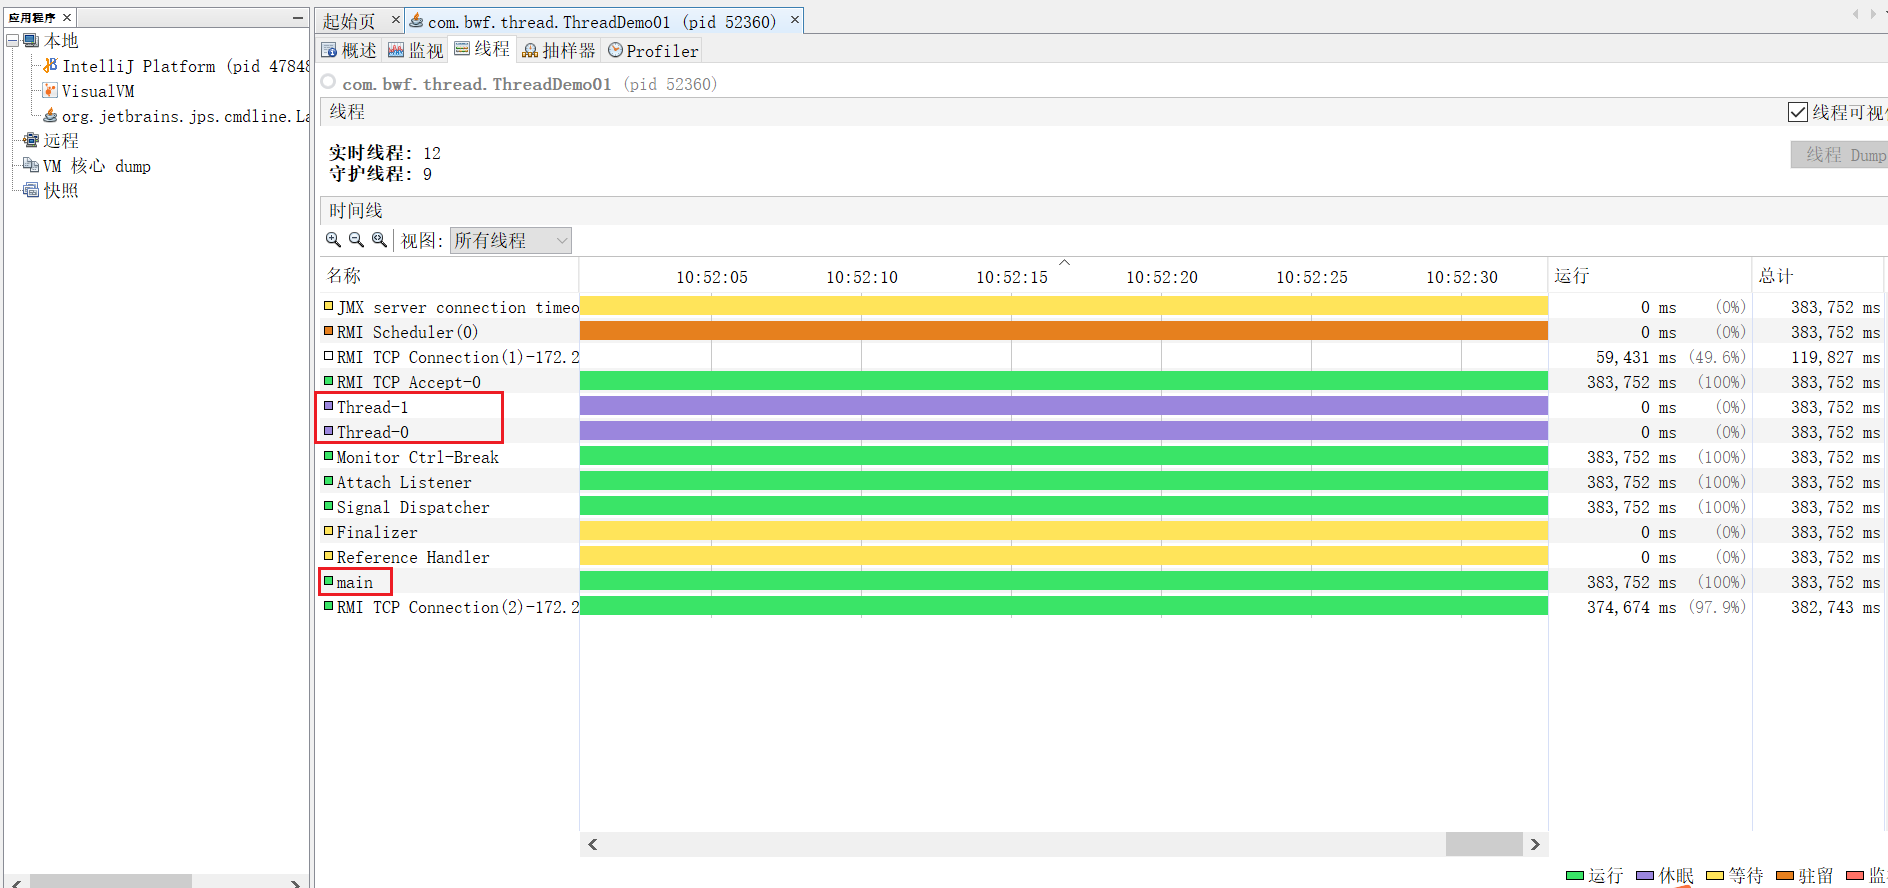 应用程序
本地
IntelliJ Platform (pid 47848
VisualVM
org.jetbrains.jps.cmdline.La
远程
VM 核心 dump
快照
起始页
com.bwf.thread.ThreadDemo01 (pid 52360)
概述 监视 线程 抽样器 Profiler
com.bwf.thread.ThreadDemo01 (pid 52360)
线程
线程可视
实时线程: 12
守护线程: 9
线程 Dump
时间线
视图: 所有线程
名称 10:52:05 10:52:10 10:52:15 10:52:20 10:52:25 10:52:30 运行 总计
JMX server connection timeo 0 ms (0%) 383,752 ms
RMI Scheduler(0) 0 ms (0%) 383,752 ms
RMI TCP Connection(1)-172.2 59,431 ms (49.6%) 119,827 ms
RMI TCP Accept-0 383,752 ms (100%) 383,752 ms
Thread-1 0 ms (0%) 383,752 ms
Thread-0 0 ms (0%) 383,752 ms
Monitor Ctrl-Break 383,752 ms (100%) 383,752 ms
Attach Listener 383,752 ms (100%) 383,752 ms
Signal Dispatcher 383,752 ms (100%) 383,752 ms
Finalizer 0 ms (0%) 383,752 ms
Reference Handler 0 ms (0%) 383,752 ms
main 383,752 ms (100%) 383,752 ms
RMI TCP Connection(2)-172.2 374,674 ms (97.9%) 382,743 ms
运行 休眠 等待 驻留 监